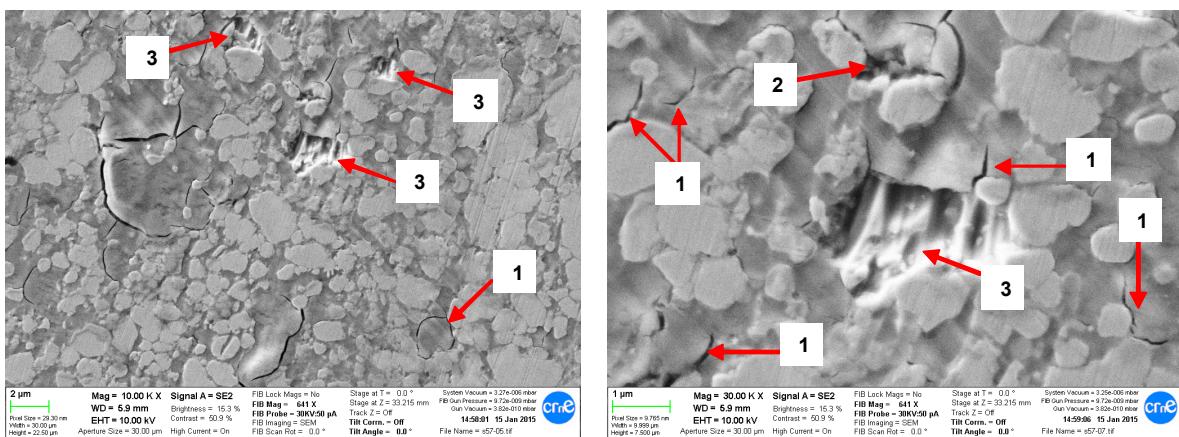 3
3
3
1
2 µm
Pixel Size = 29.30 nm
Width = 30.00 µm
Height = 22.50 µm
Mag = 10.00 K X
WD = 5.9 mm
EHT = 10.00 kV
Aperture Size = 30.00 µm
Signal A = SE2
Brightness = 15.3 %
Contrast = 50.9 %
High Current = On
FIB Lock Mags = No
FIB Mag = 641 X
FIB Probe = 30KV:50 pA
FIB Imaging = SEM
FIB Scan Rot = 0.0 °
Stage at T = 0.0 °
Stage at Z = 33.215 mm
Track Z = Off
Tilt Corrn. = Off
Tilt Angle = 0.0 °
System Vacuum = 3.27e-006 mbar
FIB Gun Pressure = 9.72e-009 mbar
Gun Vacuum = 3.82e-010 mbar
14:58:01 15 Jan 2015
File Name = s57-05.tif
crme
2
1
1
1
3
1
1 µm
Pixel Size = 9.765 nm
Width = 9.999 µm
Height = 7.500 µm
Mag = 30.00 K X
WD = 5.9 mm
EHT = 10.00 kV
Aperture Size = 30.00 µm
Signal A = SE2
Brightness = 15.3 %
Contrast = 50.9 %
High Current = On
FIB Lock Mags = No
FIB Mag = 641 X
FIB Probe = 30KV:50 pA
FIB Imaging = SEM
FIB Scan Rot = 0.0 °
Stage at T = 0.0 °
Stage at Z = 33.215 mm
Track Z = Off
Tilt Corrn. = Off
Tilt Angle = 0.0 °
System Vacuum = 3.25e-006 mbar
FIB Gun Pressure = 9.72e-009 mbar
Gun Vacuum = 3.82e-010 mbar
14:59:06 15 Jan 2015
File Name = s57-07.tif
crme